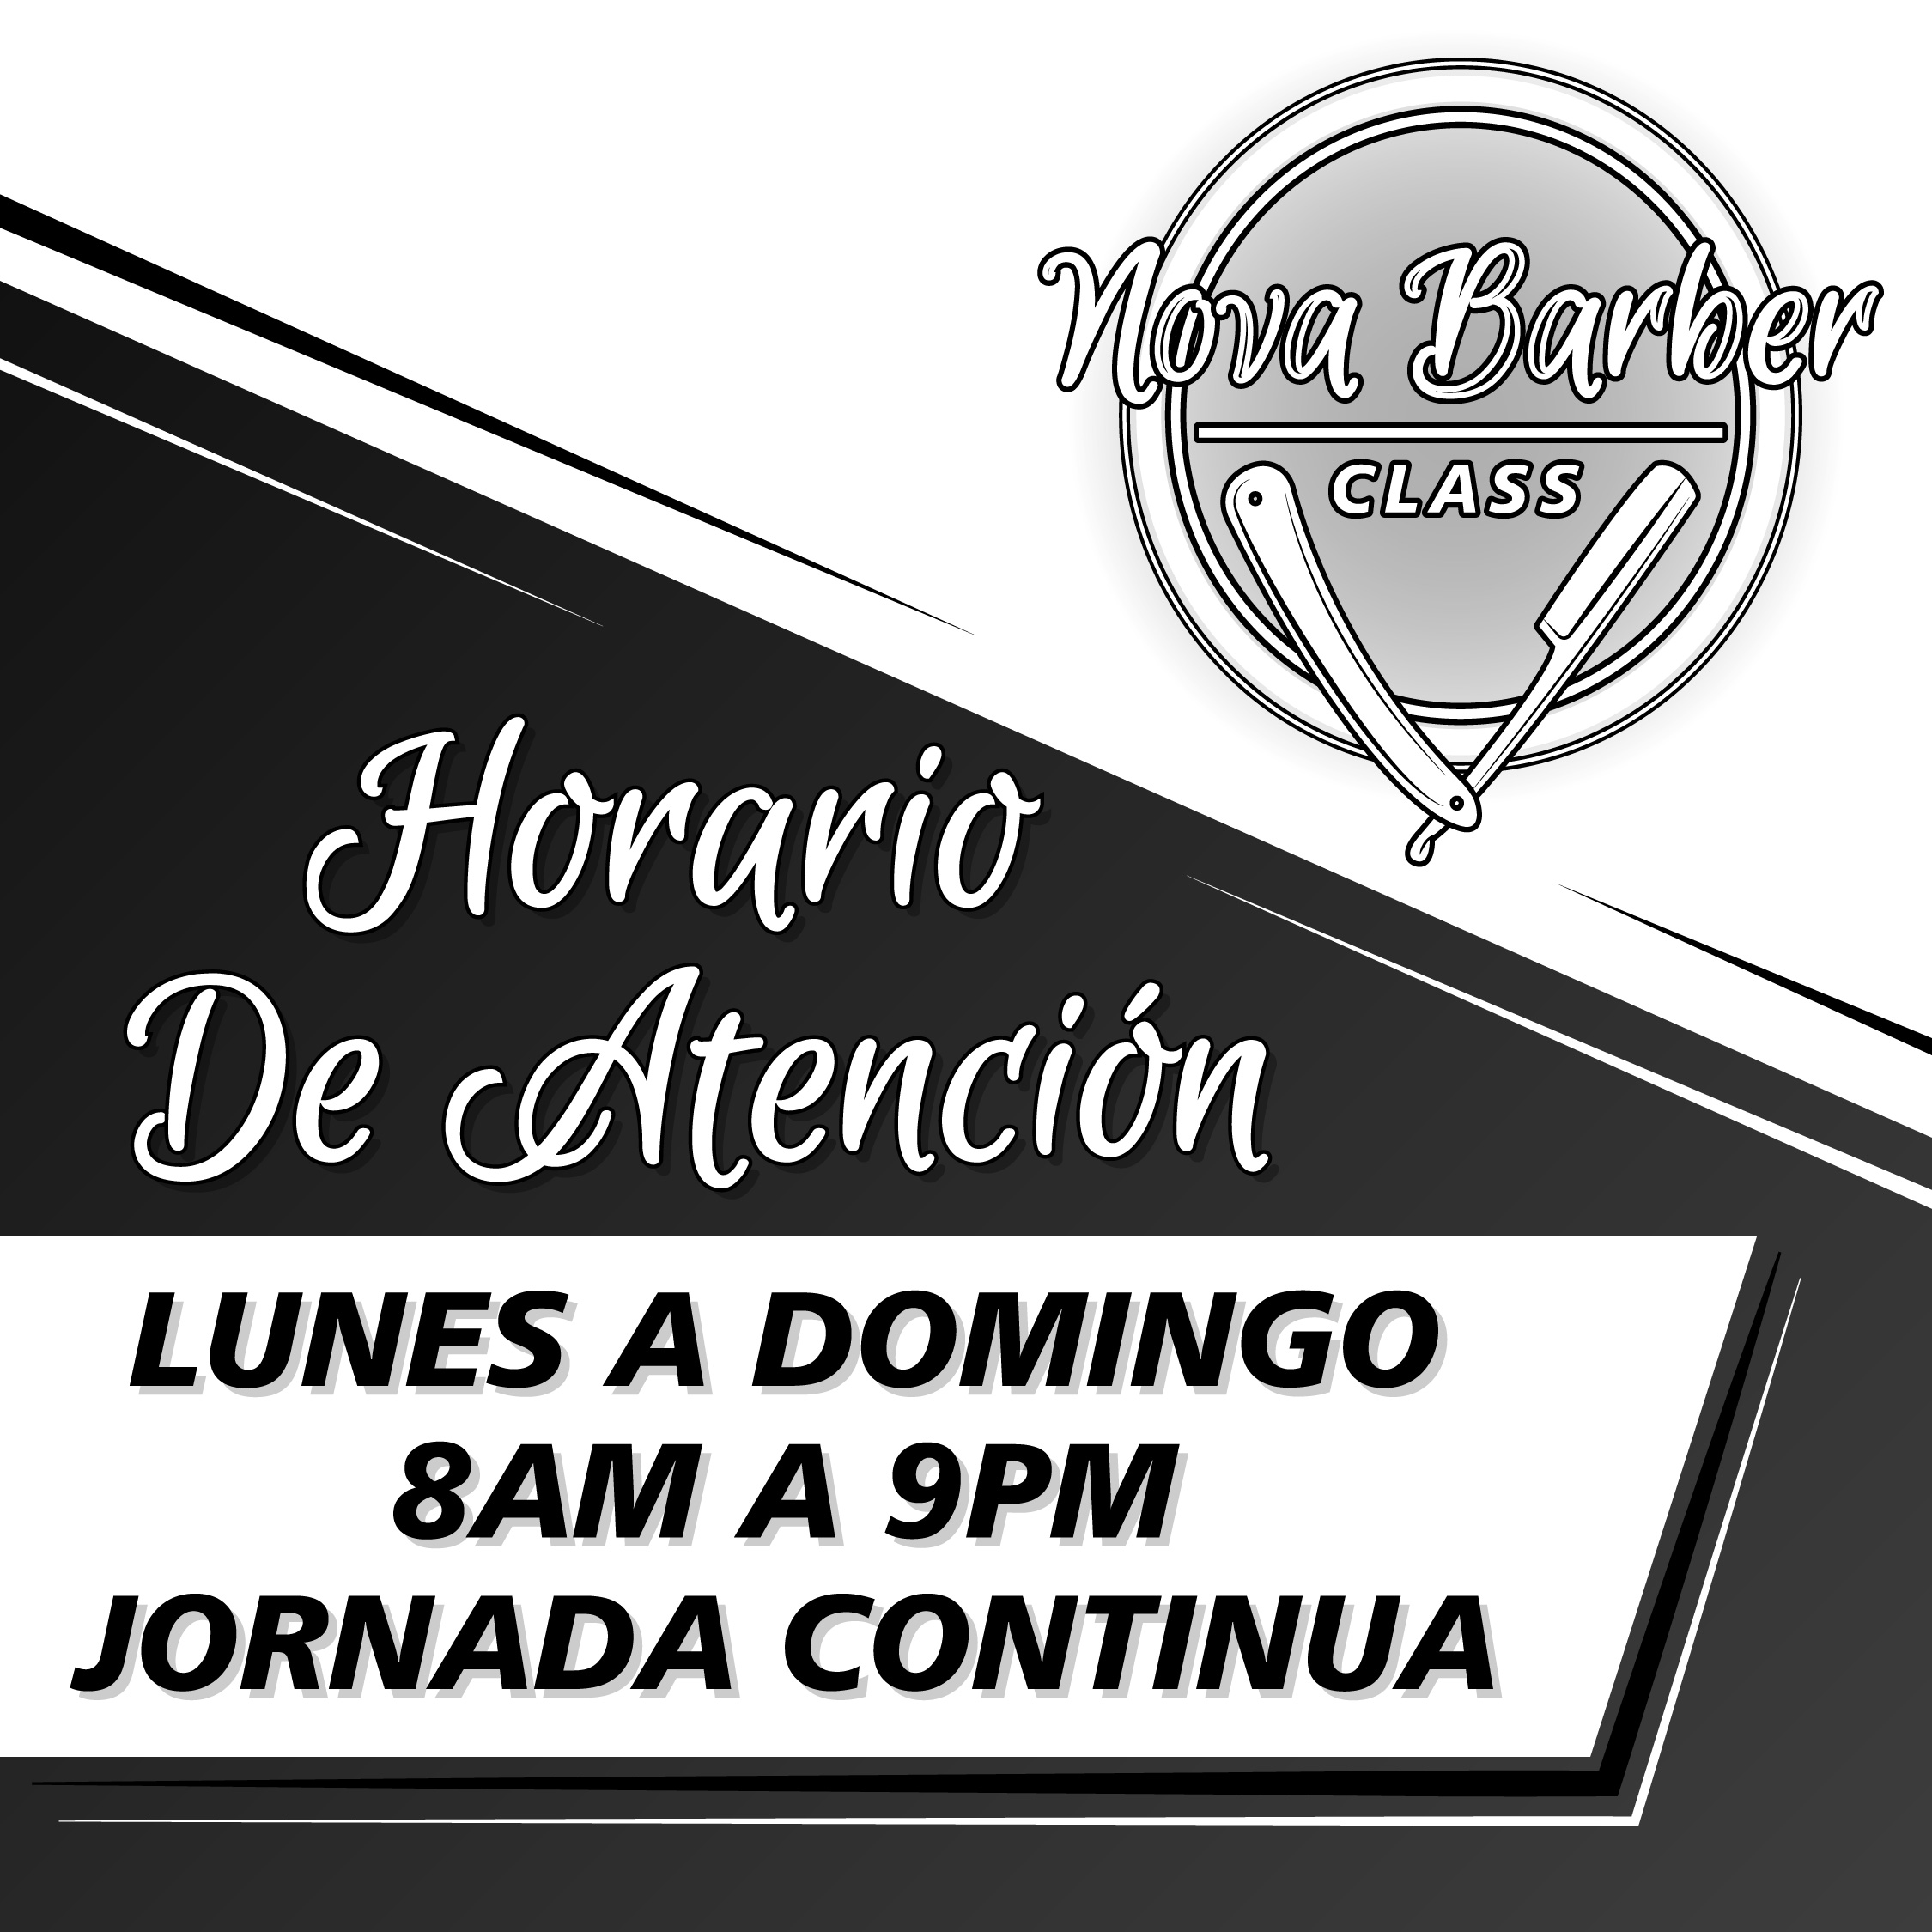 Nova Barber
CLASS
Horario
De Atención
LUNES A DOMINGO
8AM A 9PM
JORNADA CONTINUA